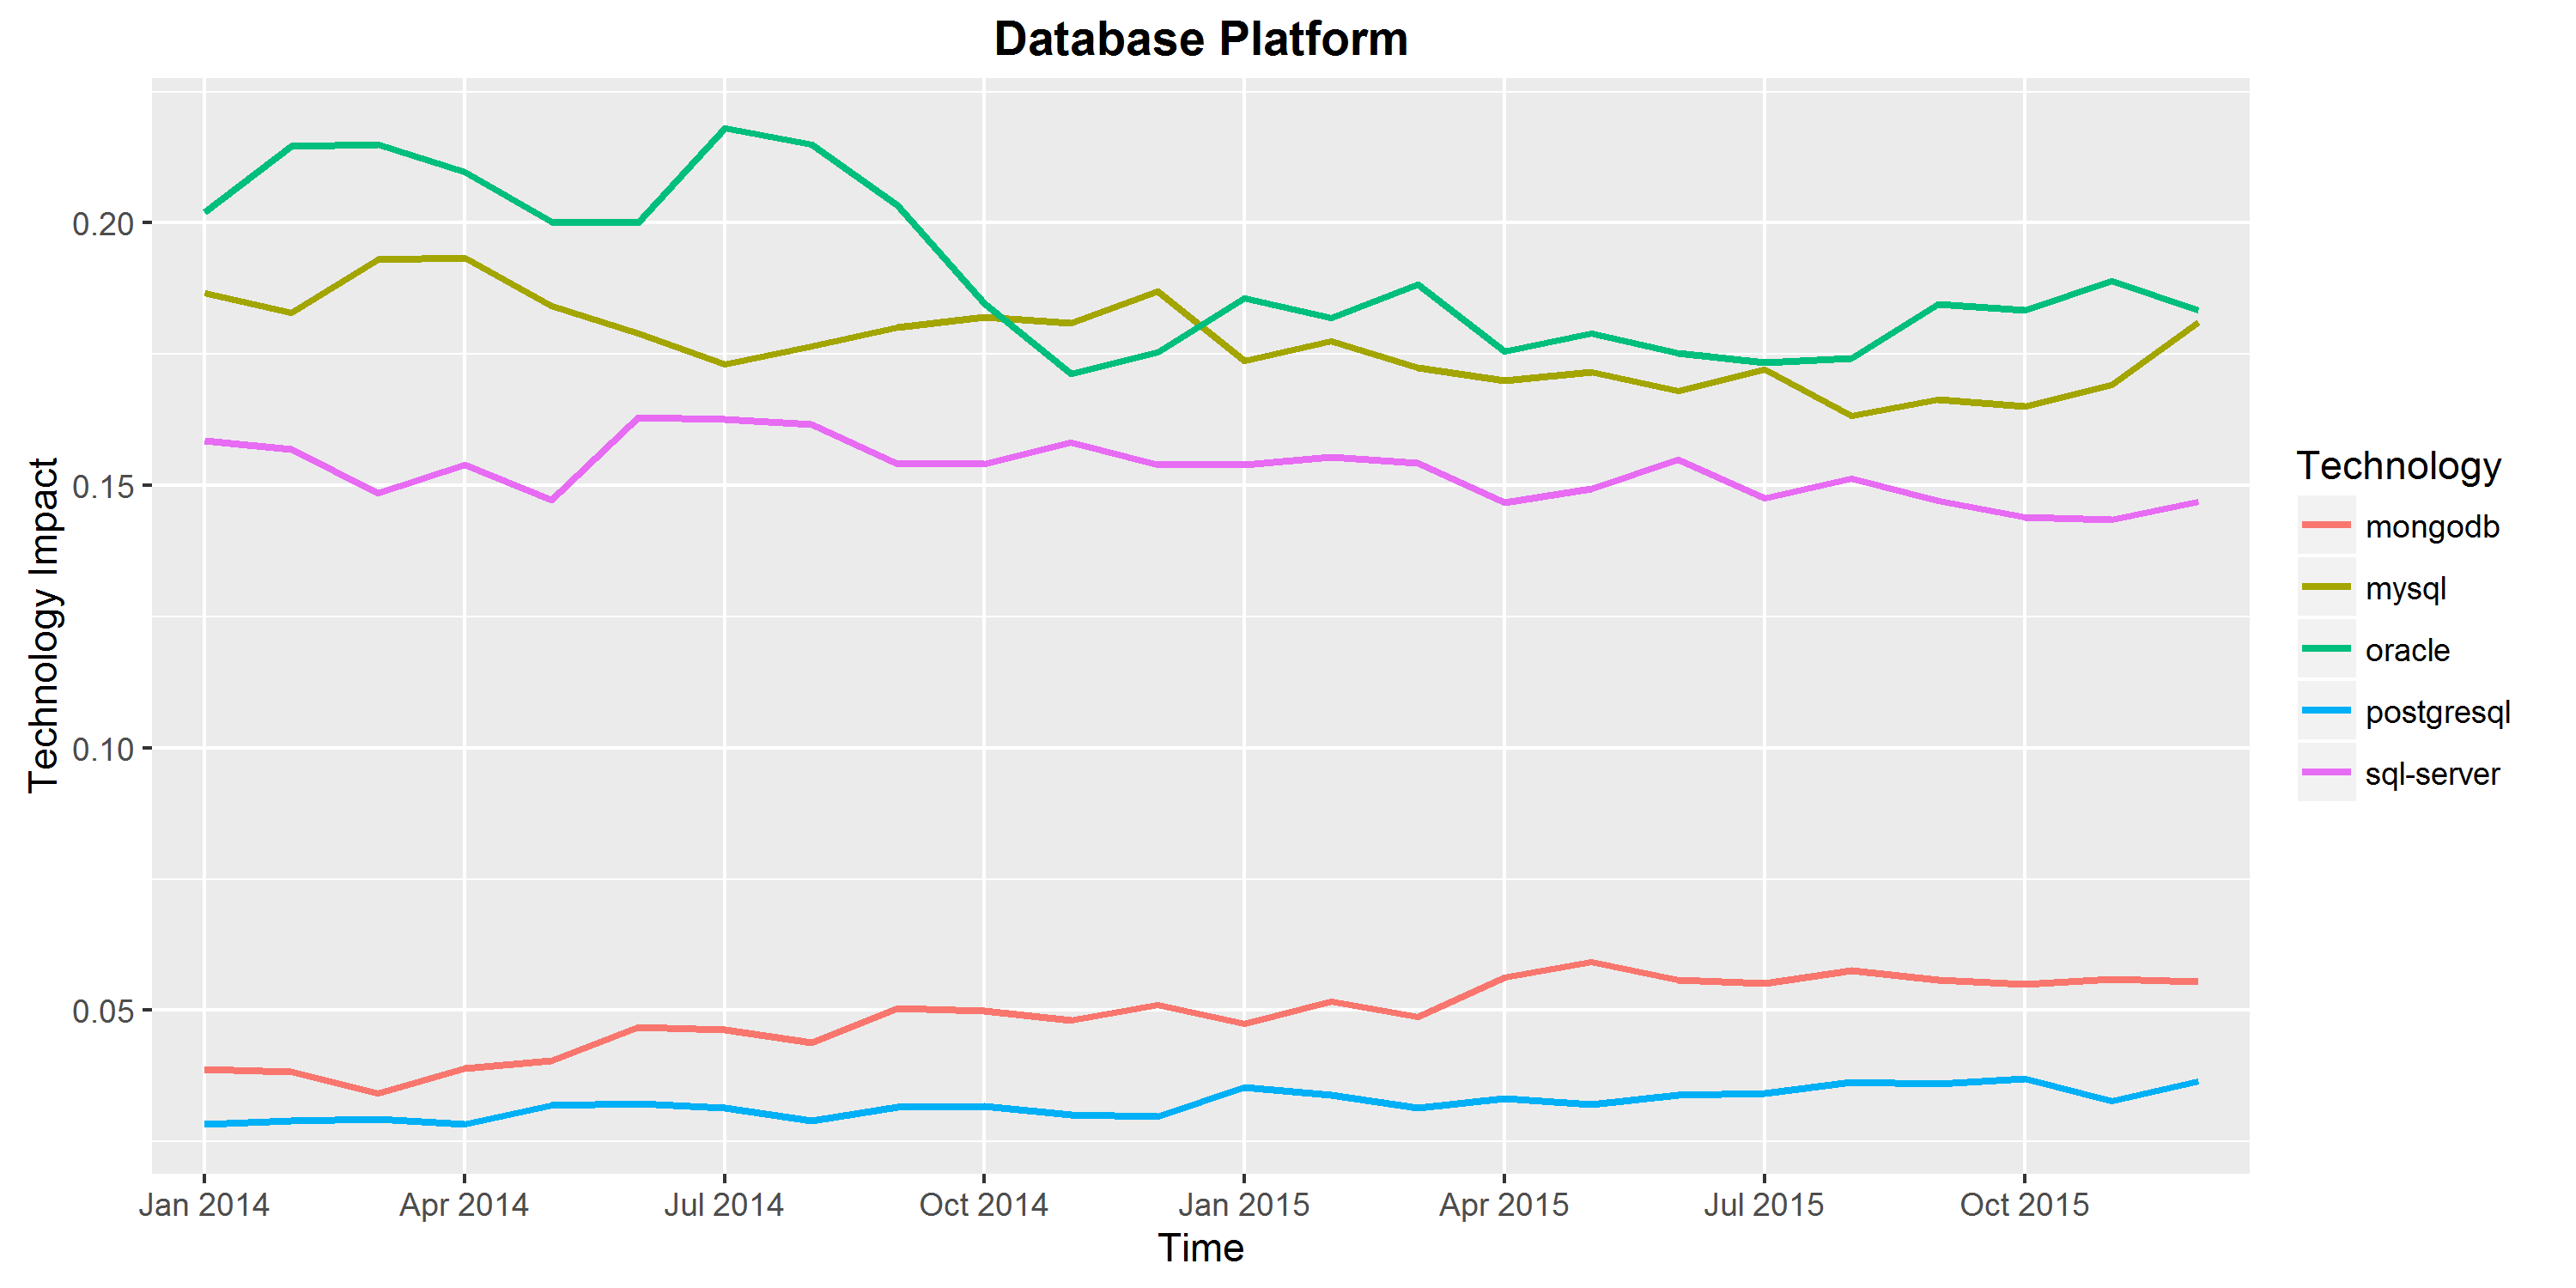 Database Platform
Technology Impact
0.20
0.15
0.10
0.05
Jan 2014 Apr 2014 Jul 2014 Oct 2014 Jan 2015 Apr 2015 Jul 2015 Oct 2015
Time
Technology
mongodb
mysql
oracle
postgresql
sql-server